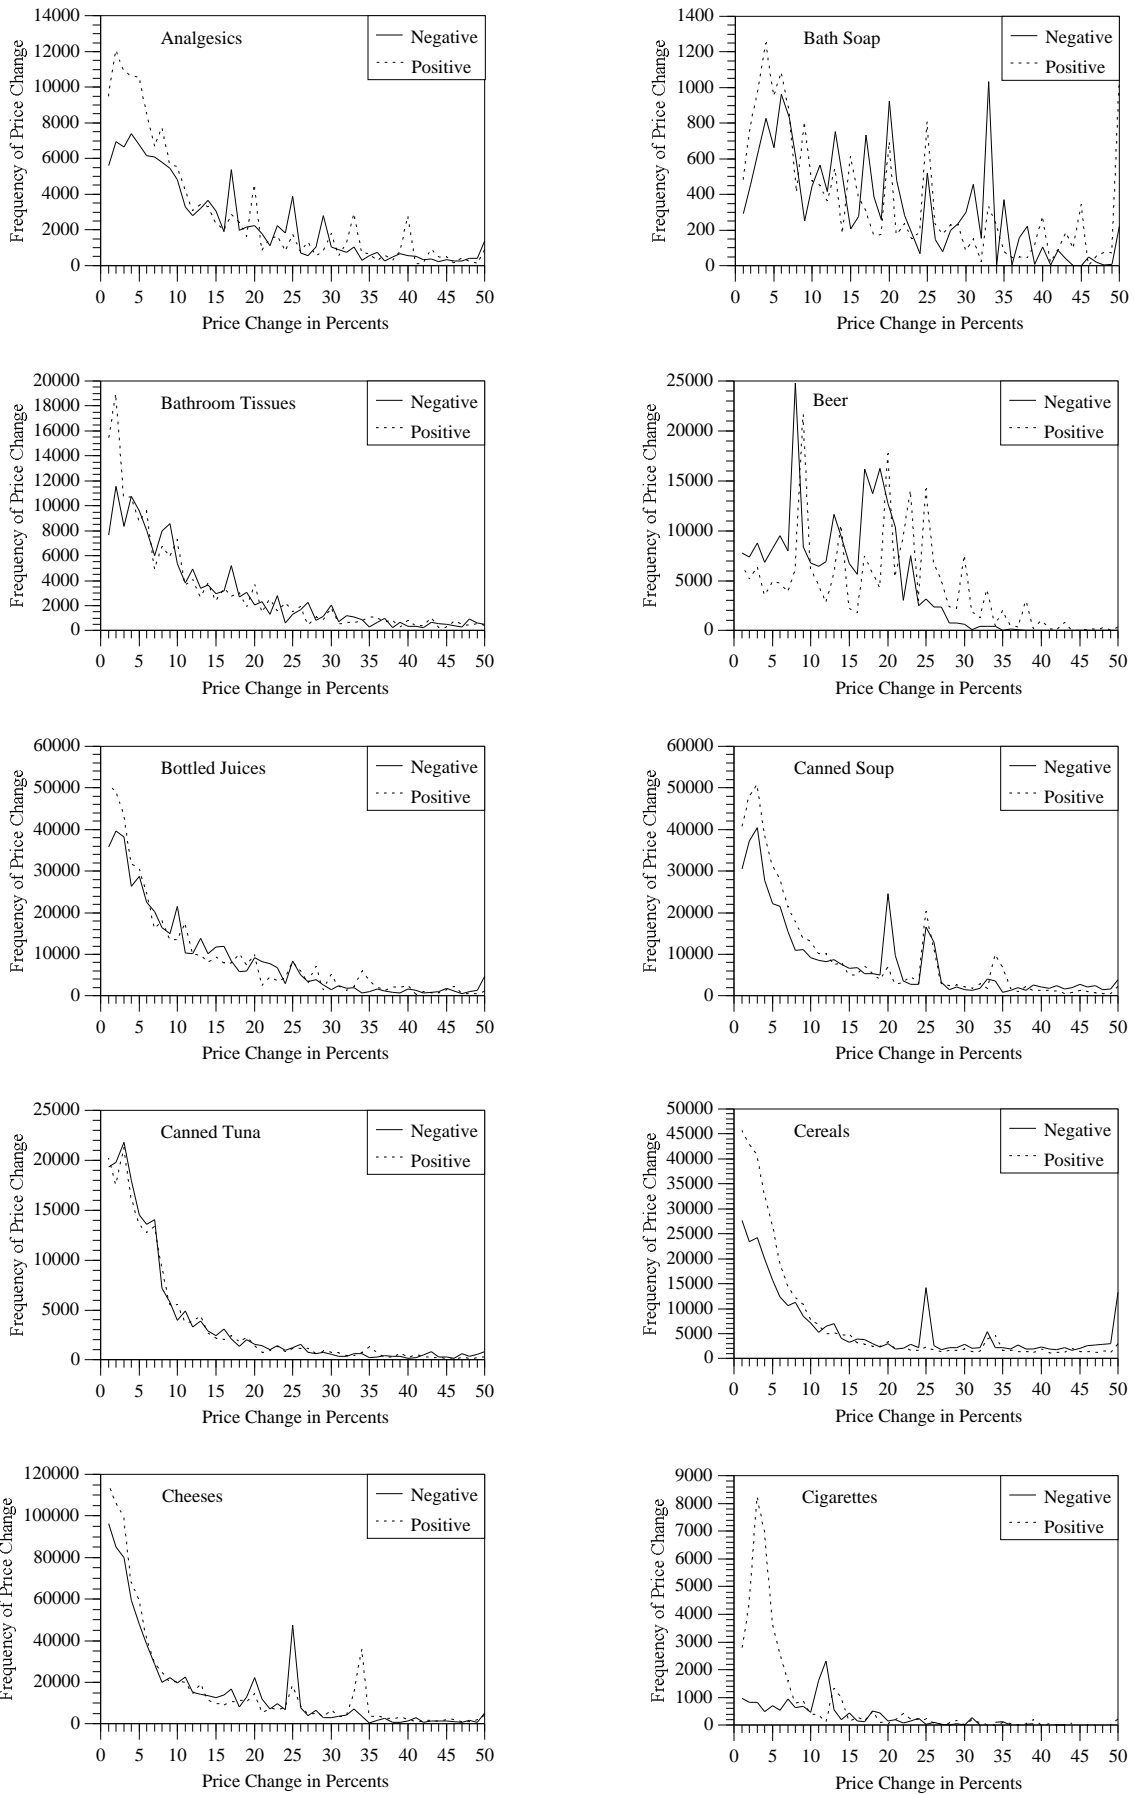 Analgesics
Negative
Positive
Frequency of Price Change
14000
12000
10000
8000
6000
4000
2000
0
0 5 10 15 20 25 30 35 40 45 50
Price Change in Percents
Bath Soap
Negative
Positive
Frequency of Price Change
1400
1200
1000
800
600
400
200
0
0 5 10 15 20 25 30 35 40 45 50
Price Change in Percents
Bathroom Tissues
Negative
Positive
Frequency of Price Change
20000
18000
16000
14000
12000
10000
8000
6000
4000
2000
0
0 5 10 15 20 25 30 35 40 45 50
Price Change in Percents
Beer
Negative
Positive
Frequency of Price Change
25000
20000
15000
10000
5000
0
0 5 10 15 20 25 30 35 40 45 50
Price Change in Percents
Bottled Juices
Negative
Positive
Frequency of Price Change
60000
50000
40000
30000
20000
10000
0
0 5 10 15 20 25 30 35 40 45 50
Price Change in Percents
Canned Soup
Negative
Positive
Frequency of Price Change
60000
50000
40000
30000
20000
10000
0
0 5 10 15 20 25 30 35 40 45 50
Price Change in Percents
Canned Tuna
Negative
Positive
Frequency of Price Change
25000
20000
15000
10000
5000
0
0 5 10 15 20 25 30 35 40 45 50
Price Change in Percents
Cereals
Negative
Positive
Frequency of Price Change
50000
45000
40000
35000
30000
25000
20000
15000
10000
5000
0
0 5 10 15 20 25 30 35 40 45 50
Price Change in Percents
Cheeses
Negative
Positive
Frequency of Price Change
120000
100000
80000
60000
40000
20000
0
0 5 10 15 20 25 30 35 40 45 50
Price Change in Percents
Cigarettes
Negative
Positive
Frequency of Price Change
9000
8000
7000
6000
5000
4000
3000
2000
1000
0
0 5 10 15 20 25 30 35 40 45 50
Price Change in Percents